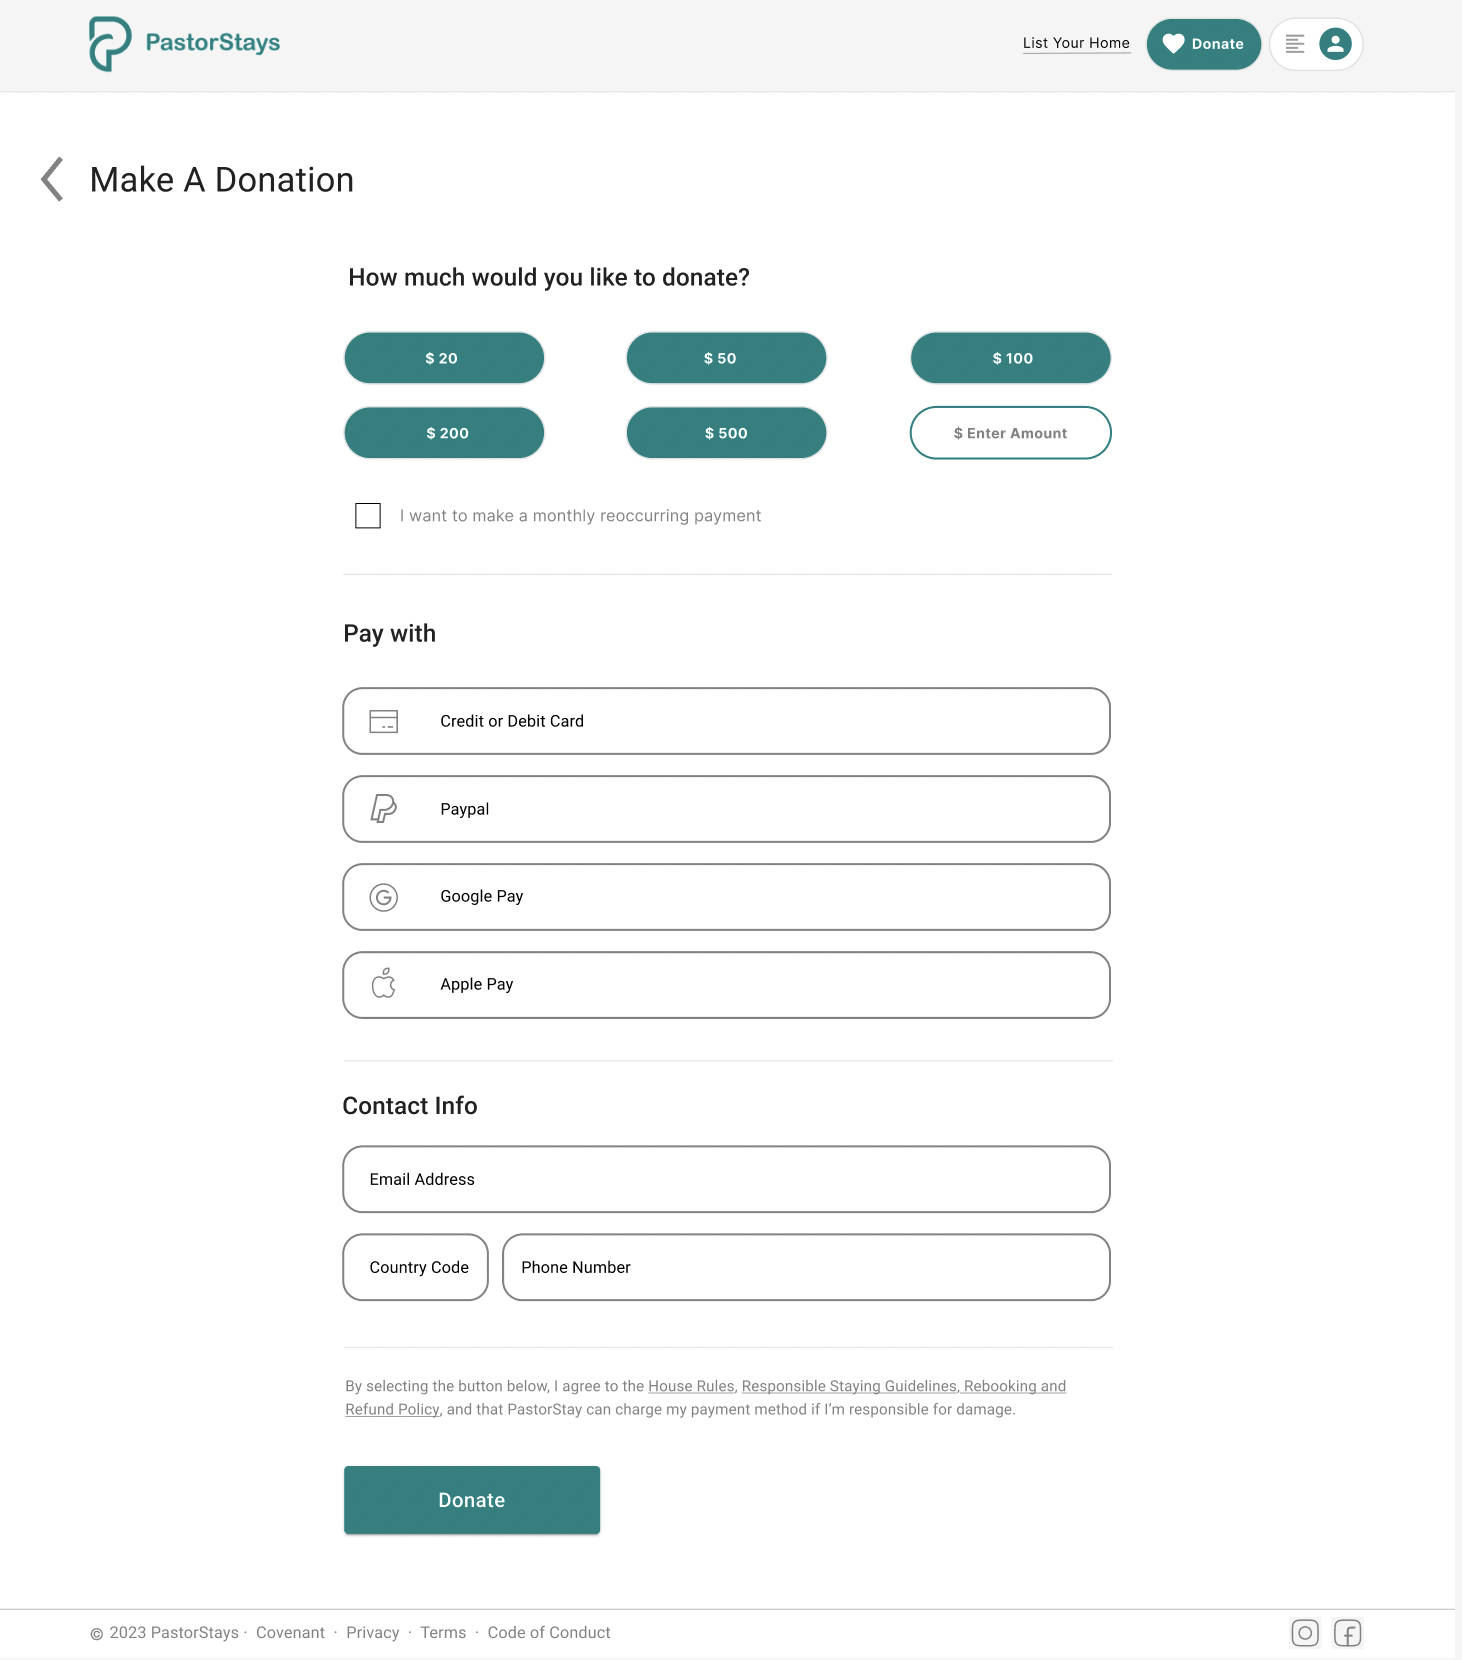 PastorStays
List Your Home
Donate
Make A Donation
How much would you like to donate?
$ 20
$ 50
$ 100
$ 200
$ 500
$ Enter Amount
I want to make a monthly reoccurring payment
Pay with
Credit or Debit Card
Paypal
Google Pay
Apple Pay
Contact Info
Email Address
Country Code
Phone Number
By selecting the button below, I agree to the House Rules, Responsible Staying Guidelines, Rebooking and
Refund Policy, and that PastorStay can charge my payment method if I’m responsible for damage.
Donate
© 2023 PastorStays · Covenant · Privacy · Terms · Code of Conduct